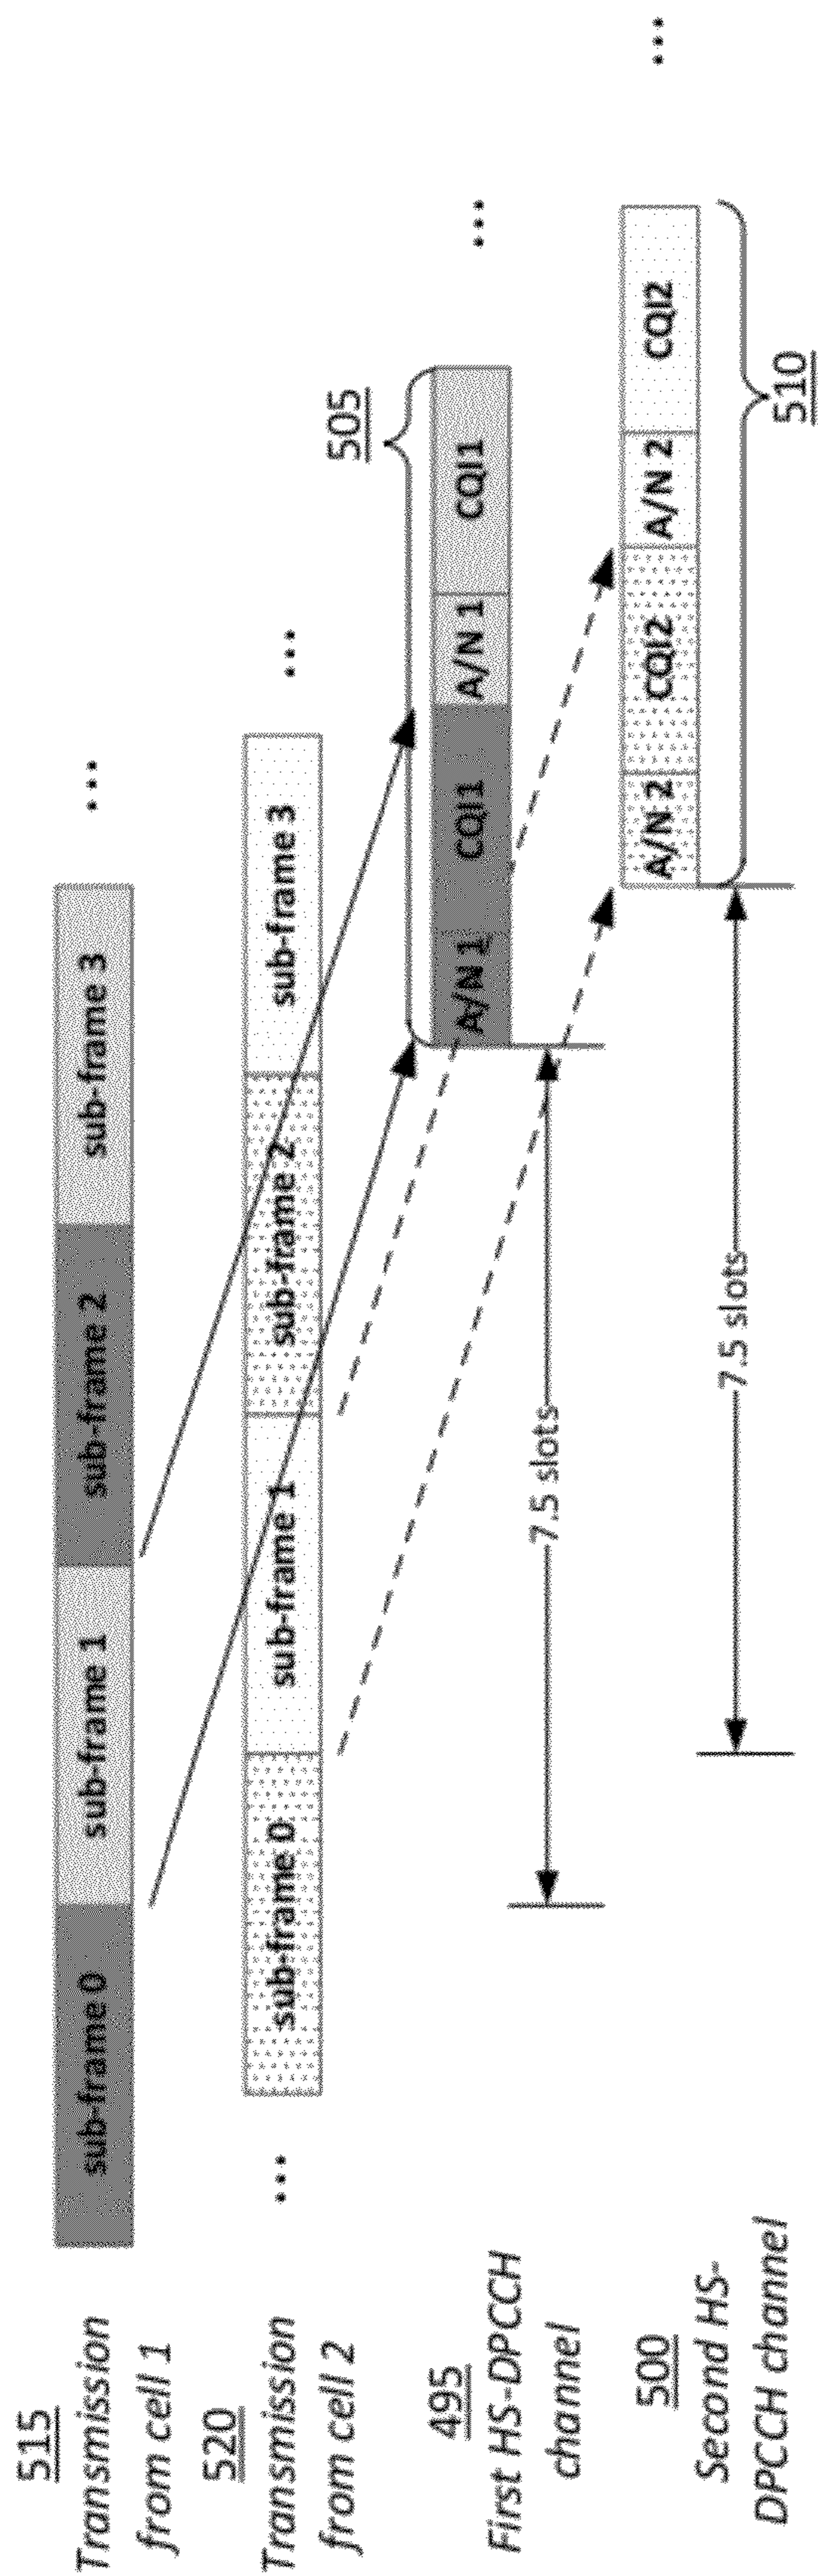 515
Transmission
from cell 1
sub-frame 0
sub-frame 1
sub-frame 2
sub-frame 3
...
520
Transmission
from cell 2
...
sub-frame 0
sub-frame 1
sub-frame 2
sub-frame 3
...
495
First HS-DPCCH
channel
505
A/N 1
CQI1
A/N 1
CQI1
...
7.5 slots
500
Second HS-
DPCCH channel
A/N 2
CQI2
A/N 2
CQI2
...
7.5 slots
510